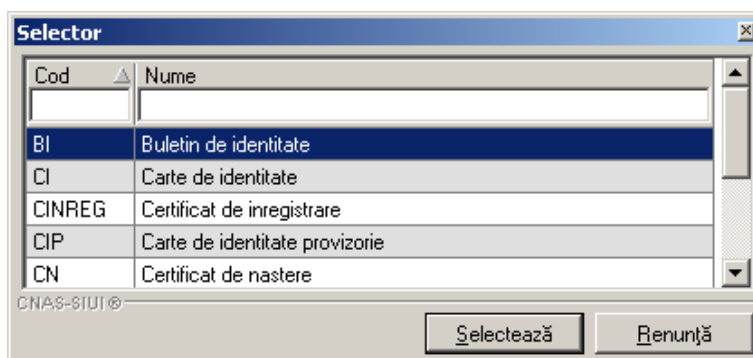 Selector
Cod Nume
BI Buletin de identitate
CI Carte de identitate
CINREG Certificat de inregistrare
CIP Carte de identitate provizorie
CN Certificat de nastere
CNAS-SIUI ®
Selectează Renunţă